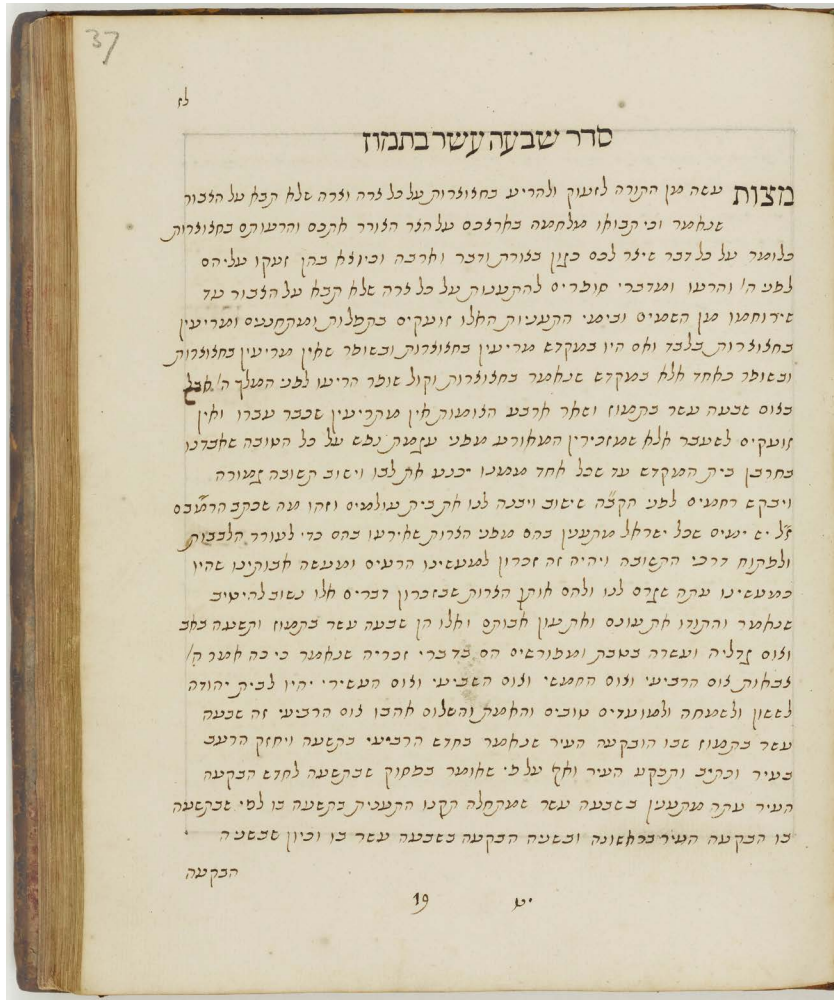 37
לז
סדר שבעה עשר בתמוז
מצות עשה מן התורה לזעוק ולהריע בחצוצרות על כל צרה וצרה שלא תבא על הצבור
שנאמר וכי תבואו מלחמה בארצכם על הצר הצורר אתכם והרעותם בחצוצרות
כלומר על כל דבר שיצר לכם כגון בצורת ודבר וארבה וכיוצא בהן זעקו עליהם
לפני ה' והרעו ומדברי סופרים להתענות על כל צרה שלא תבא על הצבור עד
שירוחמו מן השמים ובימי התעניות האלו זועקים בתפלות ומתחננים ומריעין
בחצוצרות בלבד ואם היו במקדש מריעין בחצוצרות ובשופר שאין מריעין בחצוצרות
ובשופר כאחד אלא במקדש שנאמר בחצוצרות וקול שופר הריעו לפני המלך ה' אבל
בצום שבעה עשר בתמוז ושאר ארבע הצומות אין מתריעין שכבר עברו ואין
זועקים לשעבר אלא שמזכירין המאורע מפני עגמת נפש על כל הטובה שאבדנו
בחרבן בית המקדש עד שכל אחד ממנו יכנע את לבו וישוב תשובה גמורה
ויבקש רחמים לפני הקב"ה שישוב ויבנה לנו את בית עולמים וזהו מה שכתב הרמב"ם
ז"ל יש ימים שכל ישראל מתענין בהם מפני הצרות שאירעו בהם כדי לעורר הלבבות
ולפתוח דרכי התשובה ויהיה זה זכרון למעשינו הרעים ומעשה אבותינו שהיו
כמעשינו עתה שגרם לנו ולהם אותן הצרות שבזכרון דברים אלו נשוב להיטיב
שנאמר והתודו את עונם ואת עון אבותם ואלו הן שבעה עשר בתמוז ותשעה באב
וצום גדליה ועשרה בטבת ומפורשים הם בדברי זכריה שנאמר כי כה אמר ה'
צבאות צום הרביעי וצום החמשי וצום השביעי וצום העשירי יהיו לבית יהודה
לששון ולשמחה ולמועדים טובים והאמת והשלום אהבו צום הרביעי זה שבעה
עשר בתמוז שבו הובקעה העיר שנאמר בחדש הרביעי בתשעה ויחזק הרעב
בעיר וכתיב ותבקע העיר ואף על פי שאומר בפסוק שבתשעה לחדש הבקעה
העיר עתה מתענין בשבעה עשר שמתחלה תקנו התענית בתשעה בו לפי שבתשעה
בו הבקעה העיר בראשונה ובשניה הבקעה בשבעה עשר בו וכיון שבשניה
הבקעה
יט 19